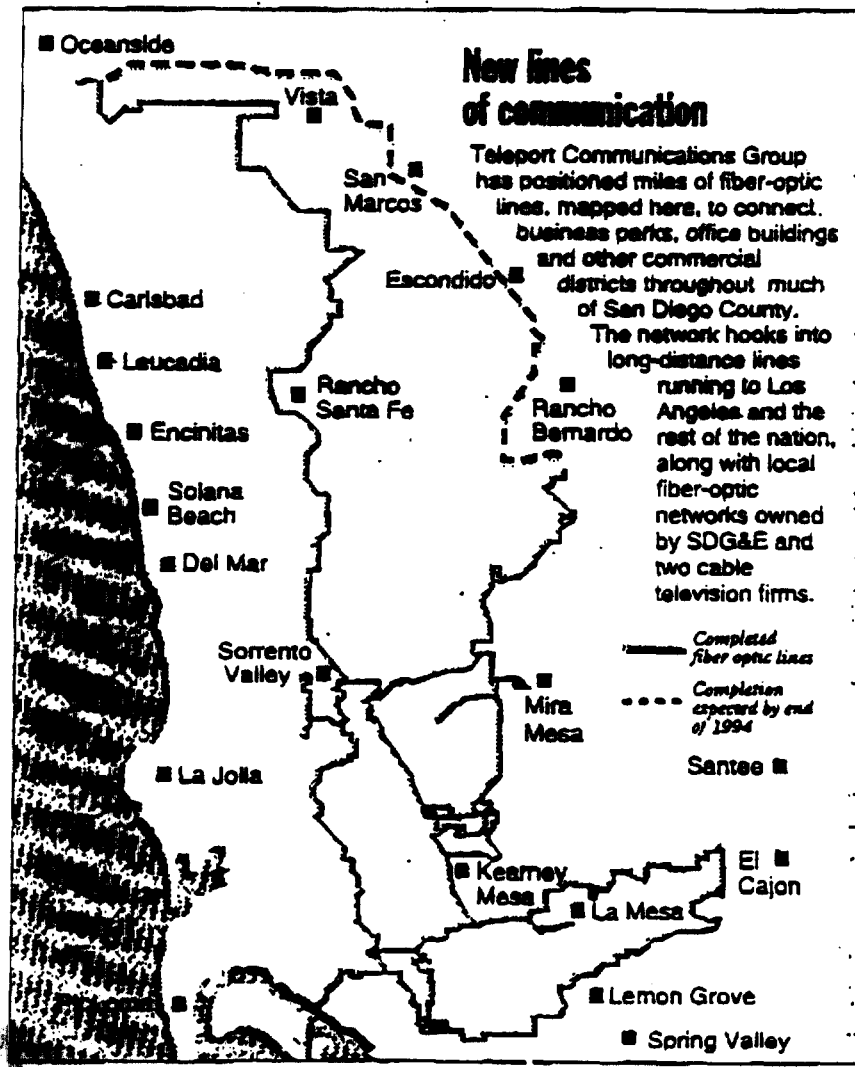 Oceanside
New lines
of communication
Vista
Teleport Communications Group
has positioned miles of fiber-optic
lines, mapped here, to connect
business parks, office buildings
and other commercial
districts throughout much
of San Diego County.
The network hooks into
long-distance lines
running to Los
Angeles and the
rest of the nation,
along with local
fiber-optic
networks owned
by SDG&E and
two cable
television firms.
San
Marcos
Escondido
Carlsbad
Leucadia
Rancho
Santa Fe
Rancho
Bernardo
Encinitas
Solana
Beach
Del Mar
Completed
fiber optic lines
Completion
expected by end
of 1994
Sorrento
Valley
Mira
Mesa
Santee
La Jolla
El
Cajon
Kearney
Mesa
La Mesa
Lemon Grove
Spring Valley